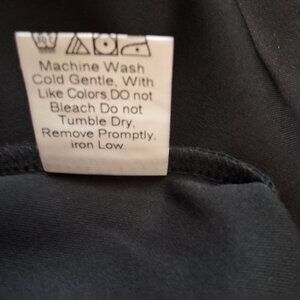 Machine Wash
Cold Gentle, With
Like Colors,DO not
Bleach Do not
Tumble Dry,
Remove Promptly,
iron Low